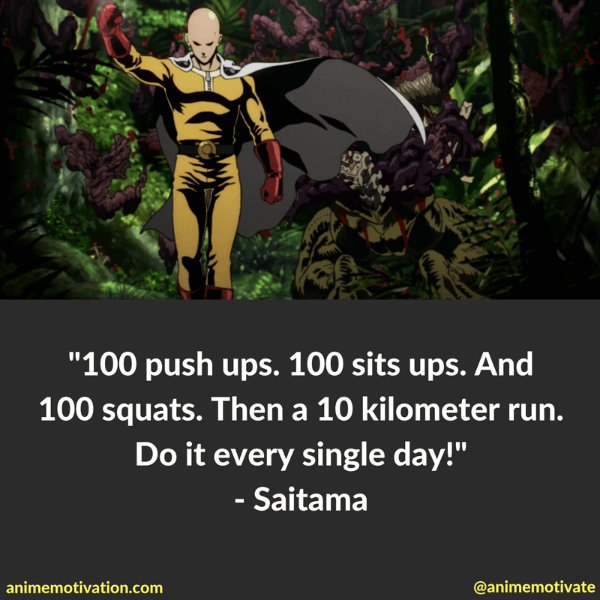 "100 push ups. 100 sits ups. And
100 squats. Then a 10 kilometer run.
Do it every single day!"
- Saitama
animemotivation.com
@animemotivate